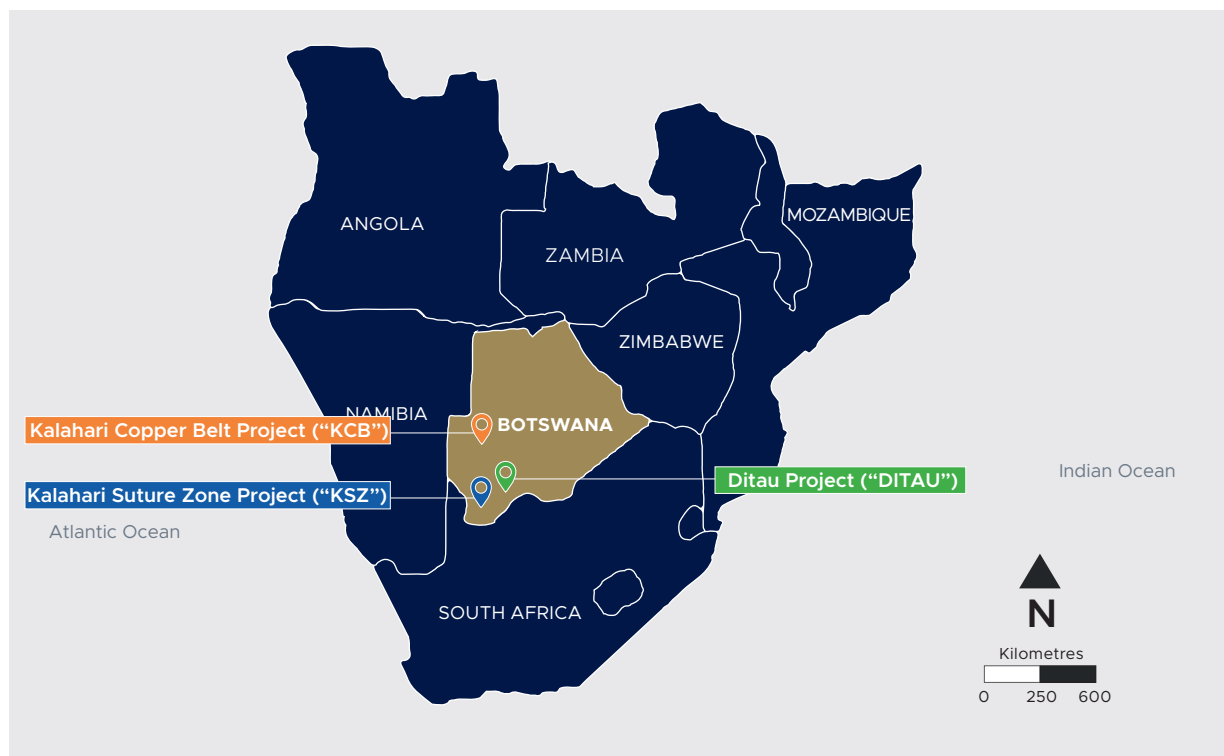 ANGOLA
ZAMBIA
MOZAMBIQUE
ZIMBABWE
NAMIBIA
BOTSWANA
Kalahari Copper Belt Project (“KCB”)
Kalahari Suture Zone Project (“KSZ”)
Ditau Project (“DITAU”)
Indian Ocean
Atlantic Ocean
SOUTH AFRICA
N
Kilometres
0 250 600